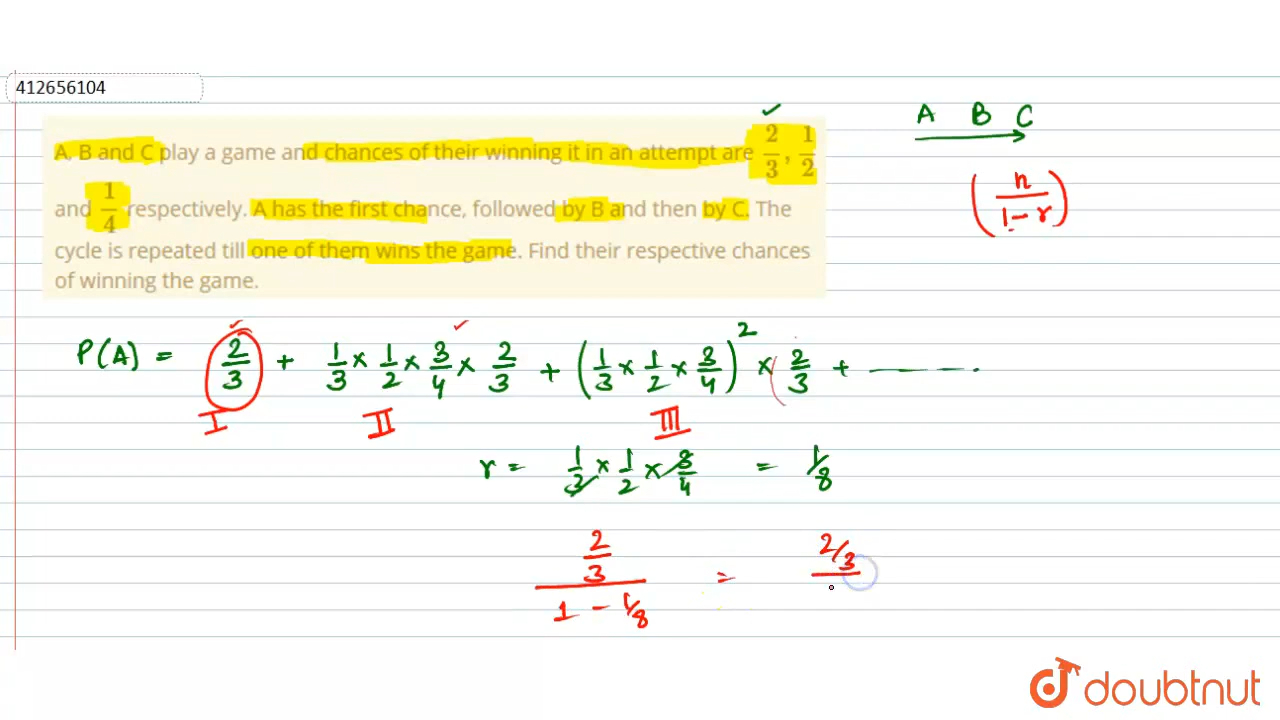 412656104
A. B and C play a game and chances of their winning it in an attempt are 2/3, 1/2
and 1/4 respectively. A has the first chance, followed by B and then by C. The
cycle is repeated till one of them wins the game. Find their respective chances
of winning the game.
A B C
(n/(1-r))
P(A) = 2/3 + 1/3 × 1/2 × 3/4 × 2/3 + (1/3 × 1/2 × 3/4)² × (2/3 + ——— .
I II III
r = 1/3 × 1/2 × 3/4 = 1/8
(2/3)/(1 - 1/8) = 2/3
doubtnut